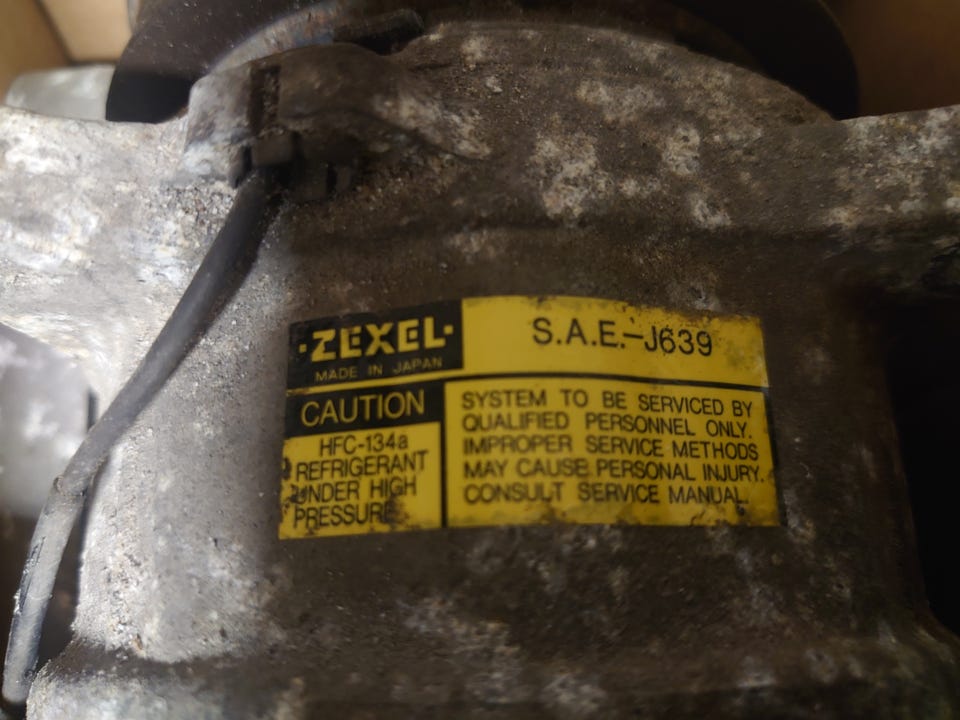 ·ZEXEL·
MADE IN JAPAN
S.A.E.-J639
CAUTION
HFC-134a
REFRIGERANT
UNDER HIGH
PRESSURE
SYSTEM TO BE SERVICED BY
QUALIFIED PERSONNEL ONLY.
IMPROPER SERVICE METHODS
MAY CAUSE PERSONAL INJURY.
CONSULT SERVICE MANUAL.